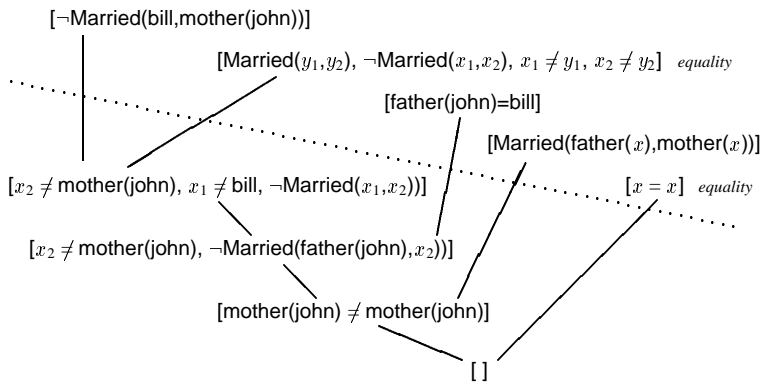 [¬Married(bill,mother(john))]
[Married(y₁,y₂), ¬Married(x₁,x₂), x₁ ≠ y₁, x₂ ≠ y₂] equality
[father(john)=bill]
[Married(father(x),mother(x))]
[x₂ ≠ mother(john), x₁ ≠ bill, ¬Married(x₁,x₂))]
[x = x] equality
[x₂ ≠ mother(john), ¬Married(father(john),x₂))]
[mother(john) ≠ mother(john)]
[ ]